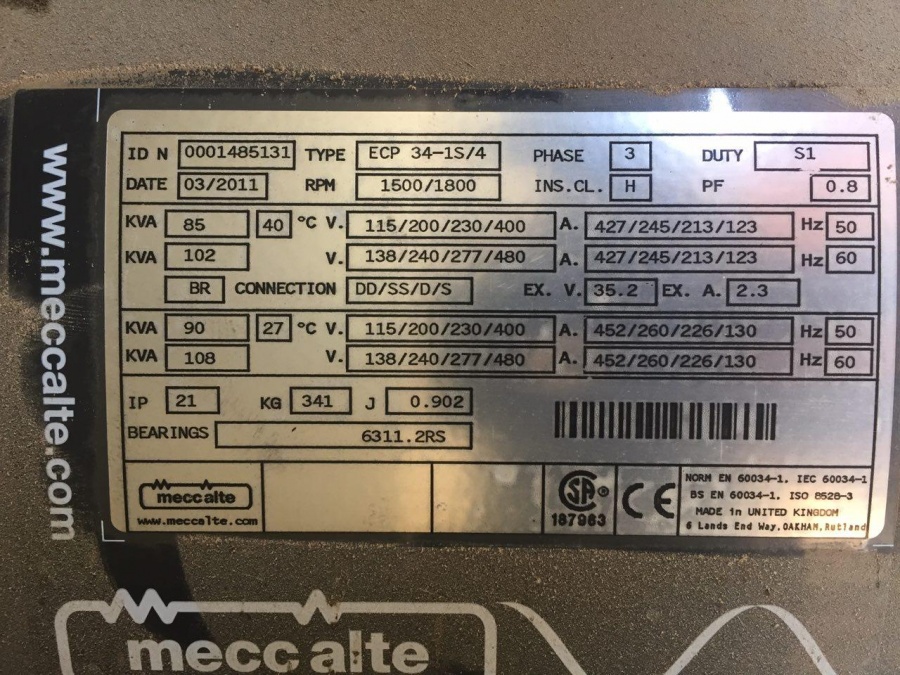 www.meccalte.com
ID N 0001485131 TYPE ECP 34-1S/4 PHASE 3 DUTY S1
DATE 03/2011 RPM 1500/1800 INS.CL. H PF 0.8
KVA 85 40 °C V. 115/200/230/400 A. 427/245/213/123 Hz 50
KVA 102 V. 138/240/277/480 A. 427/245/213/123 Hz 60
BR CONNECTION DD/SS/D/S EX. V. 35.2 EX. A. 2.3
KVA 90 27 °C V. 115/200/230/400 A. 452/260/226/130 Hz 50
KVA 108 V. 138/240/277/480 A. 452/260/226/130 Hz 60
IP 21 KG 341 J 0.902
BEARINGS 6311.2RS
mecc alte
www.meccalte.com
SA ®
187963
CE
NORM EN 60034-1. IEC 60034-1
BS EN 60034-1. ISO 8528-3
MADE in UNITED KINGDOM
6 Lands End Way, OAKHAM, Rutland
mecc alte